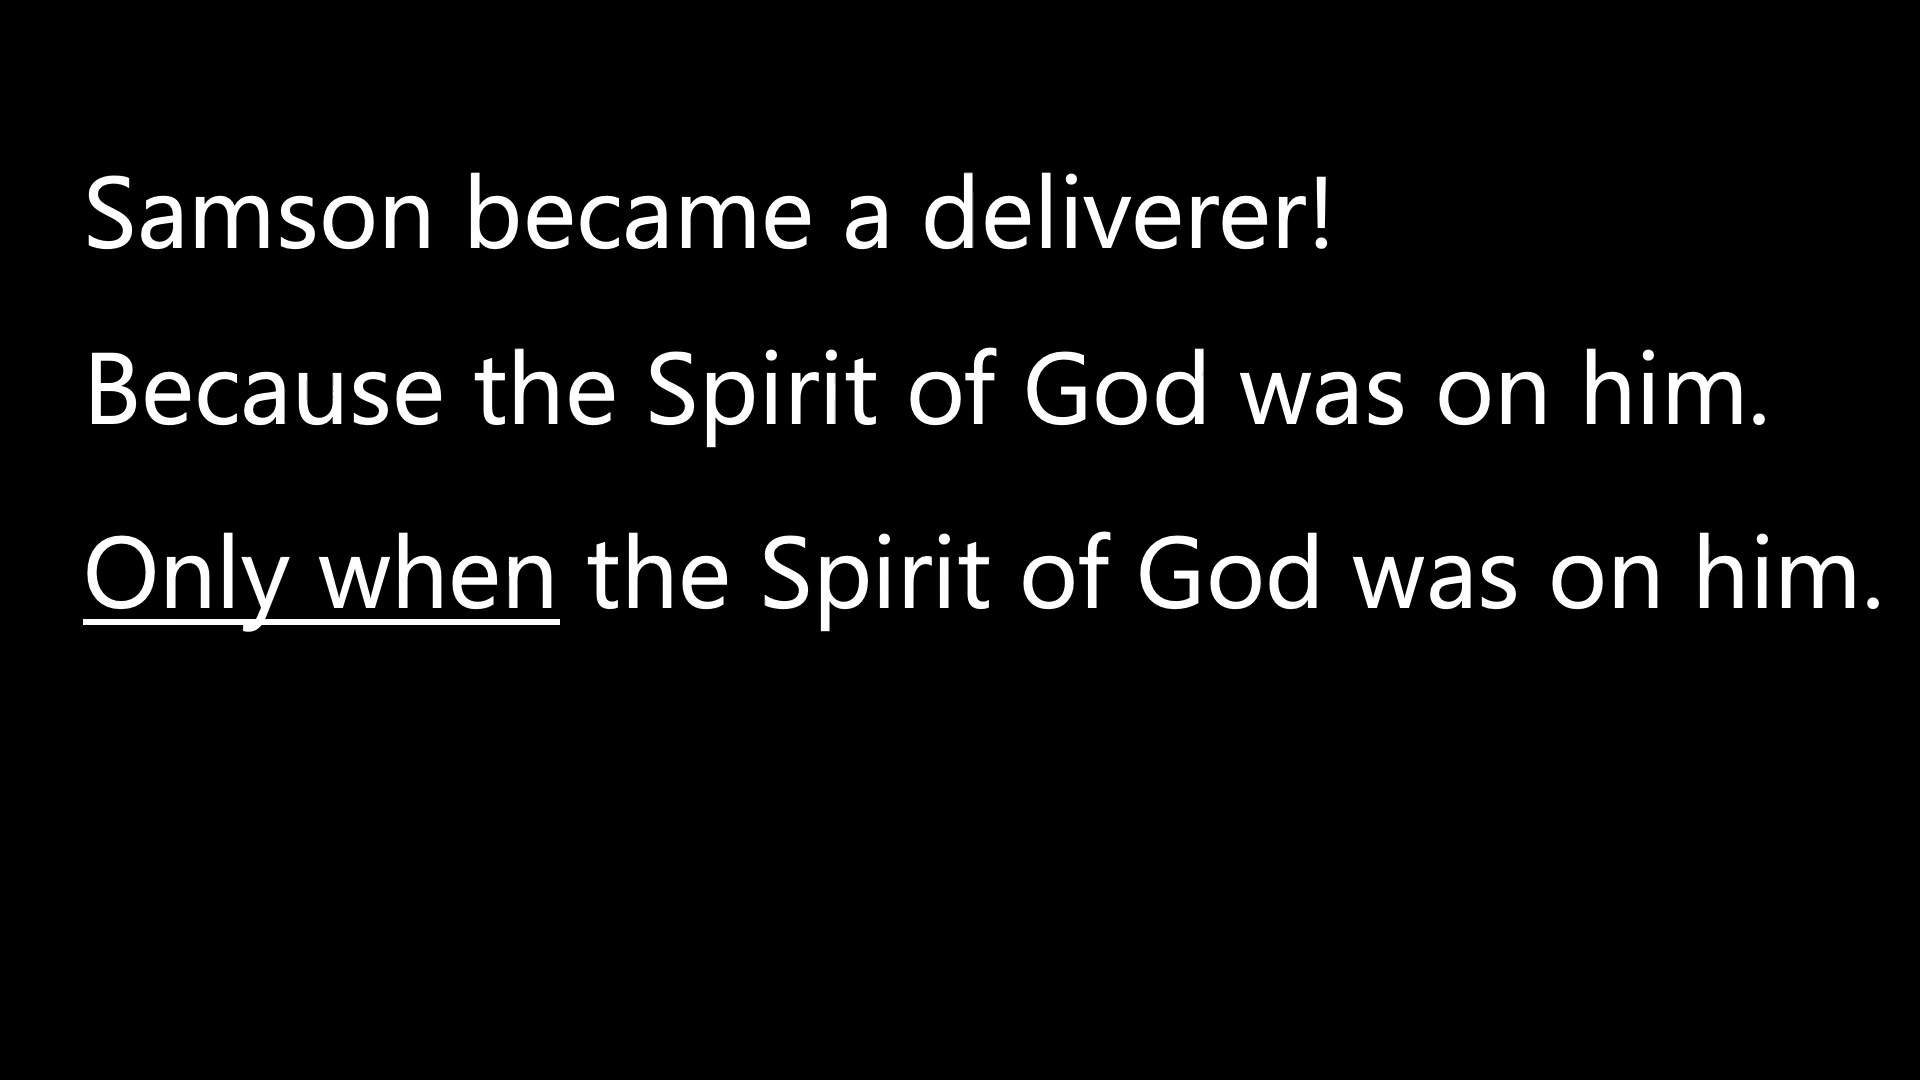 Samson became a deliverer!
Because the Spirit of God was on him.
Only when the Spirit of God was on him.